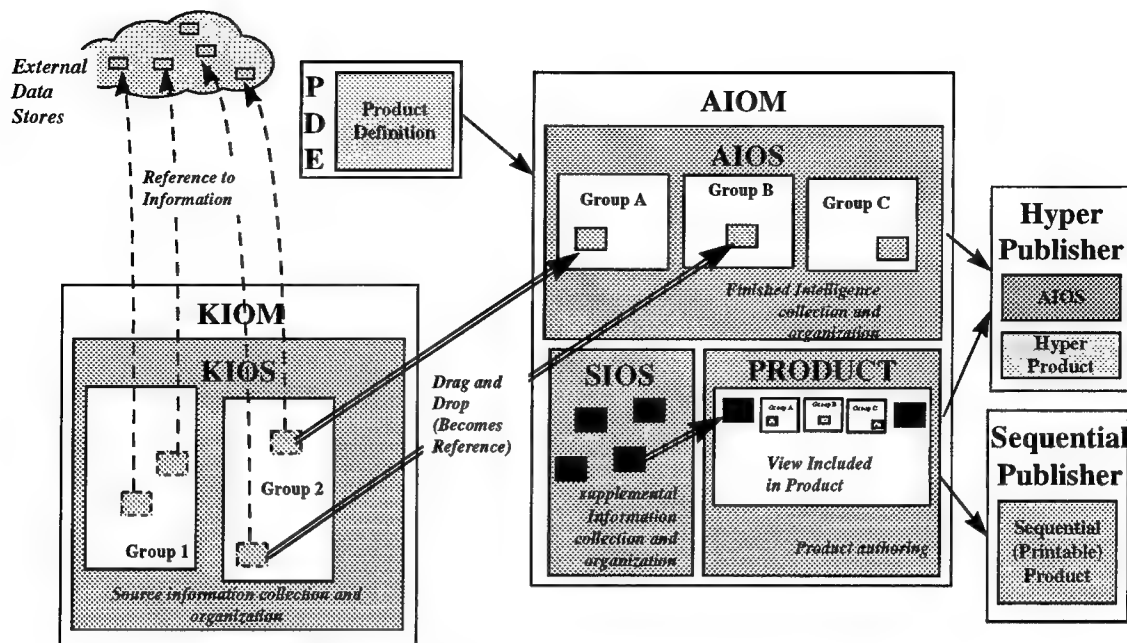 External
Data
Stores
Reference to
Information
P
D
E
Product
Definition
KIOM
KIOS
Group 1
Group 2
Source information collection and
organization
Drag and
Drop
(Becomes
Reference)
AIOM
AIOS
Group A
Group B
Group C
Finished Intelligence
collection and
organization
SIOS
supplemental
Information
collection and
organization
PRODUCT
Group A
Group B
Group C
View Included
in Product
Product authoring
Hyper
Publisher
AIOS
Hyper
Product
Sequential
Publisher
Sequential
(Printable)
Product